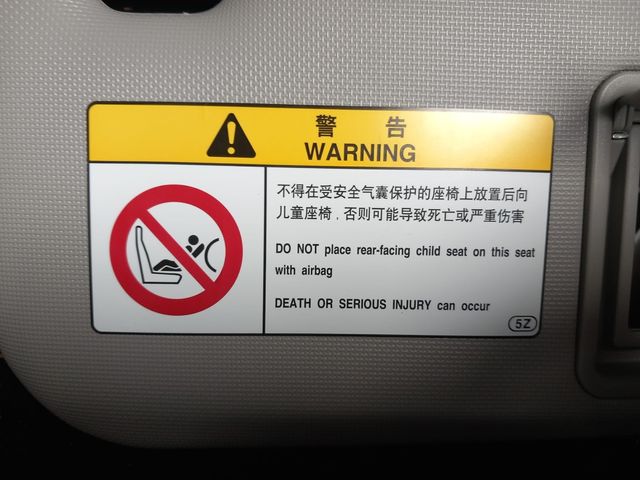 警 告
WARNING
不得在受安全气囊保护的座椅上放置后向
儿童座椅，否则可能导致死亡或严重伤害
DO NOT place rear-facing child seat on this seat
with airbag
DEATH OR SERIOUS INJURY can occur
5Z